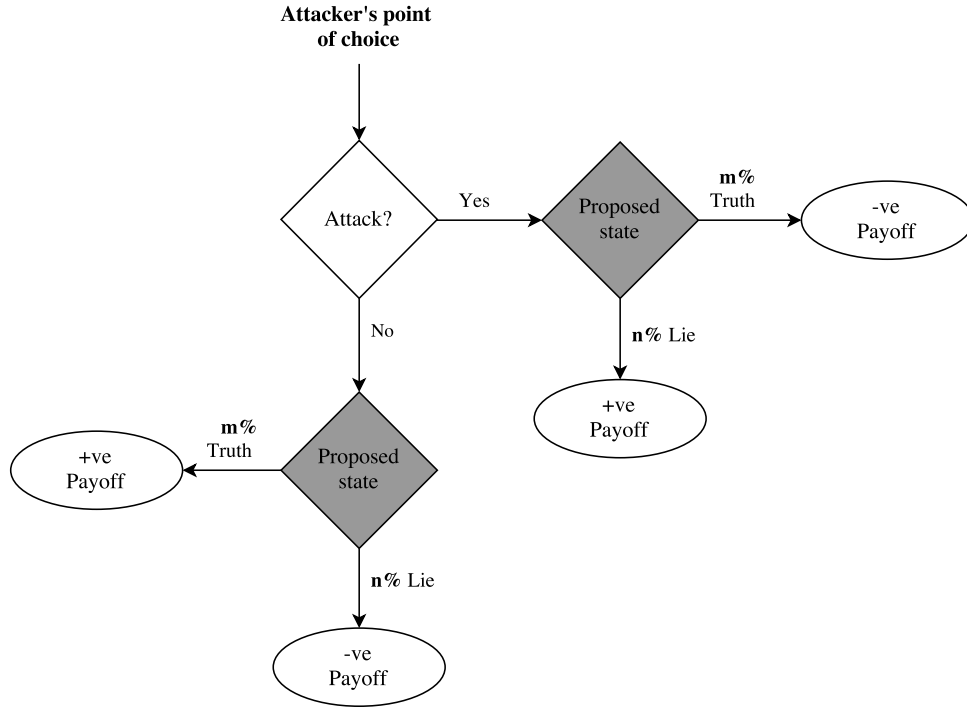 Attacker's point
of choice
Attack?
Yes
Proposed
state
m%
Truth
-ve
Payoff
n% Lie
+ve
Payoff
No
Proposed
state
m%
Truth
+ve
Payoff
n% Lie
-ve
Payoff